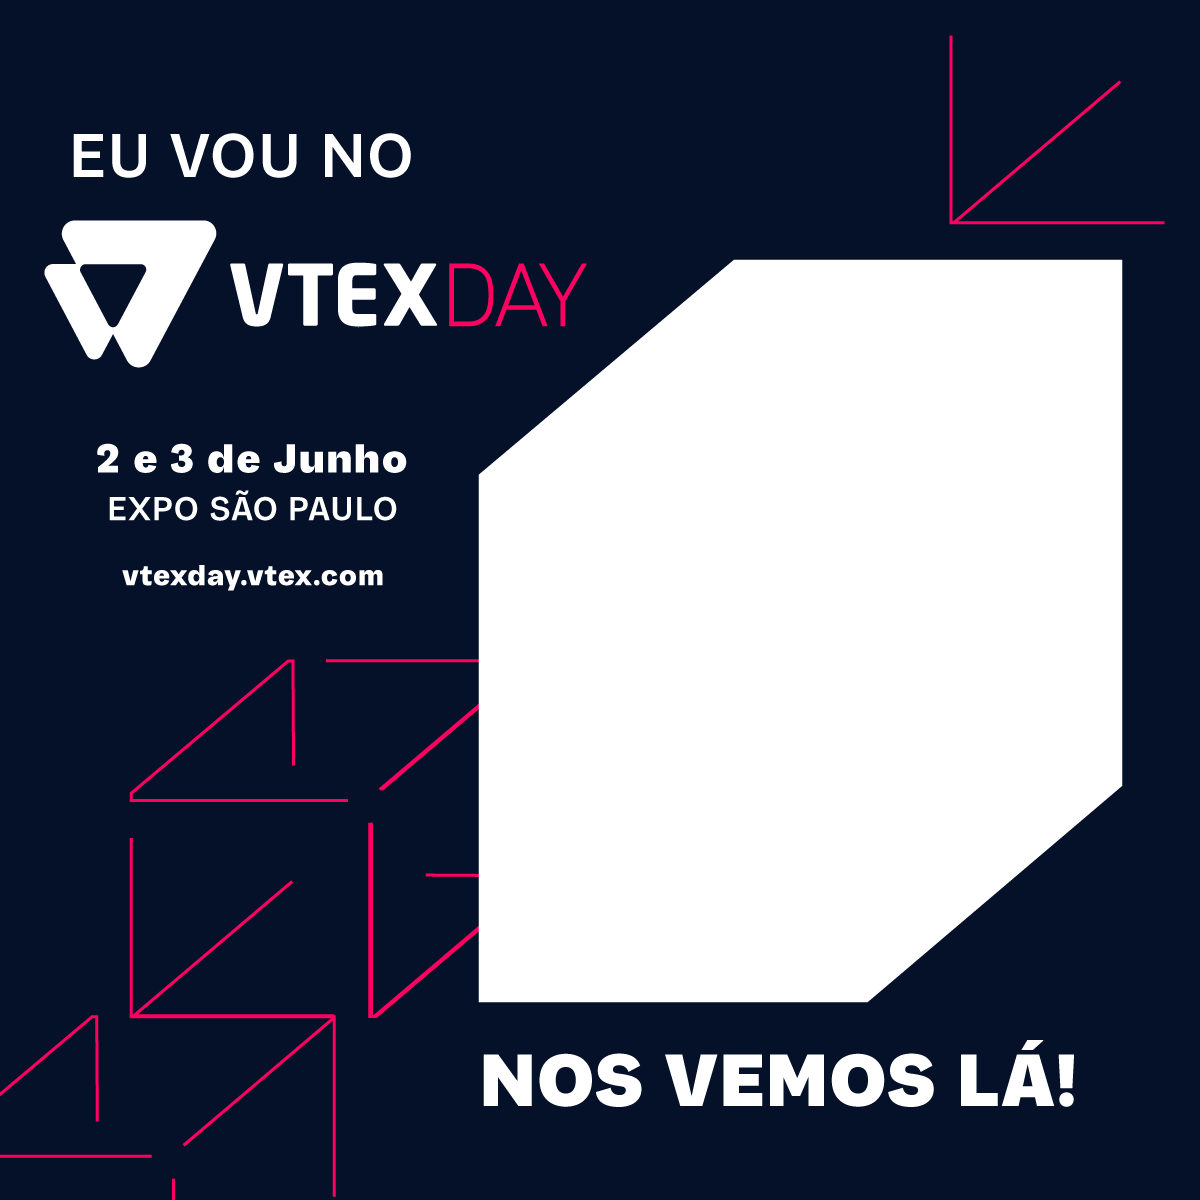 EU VOU NO
VTEXDAY
2 e 3 de Junho
EXPO SÃO PAULO
vtexday.vtex.com
NOS VEMOS LÁ!